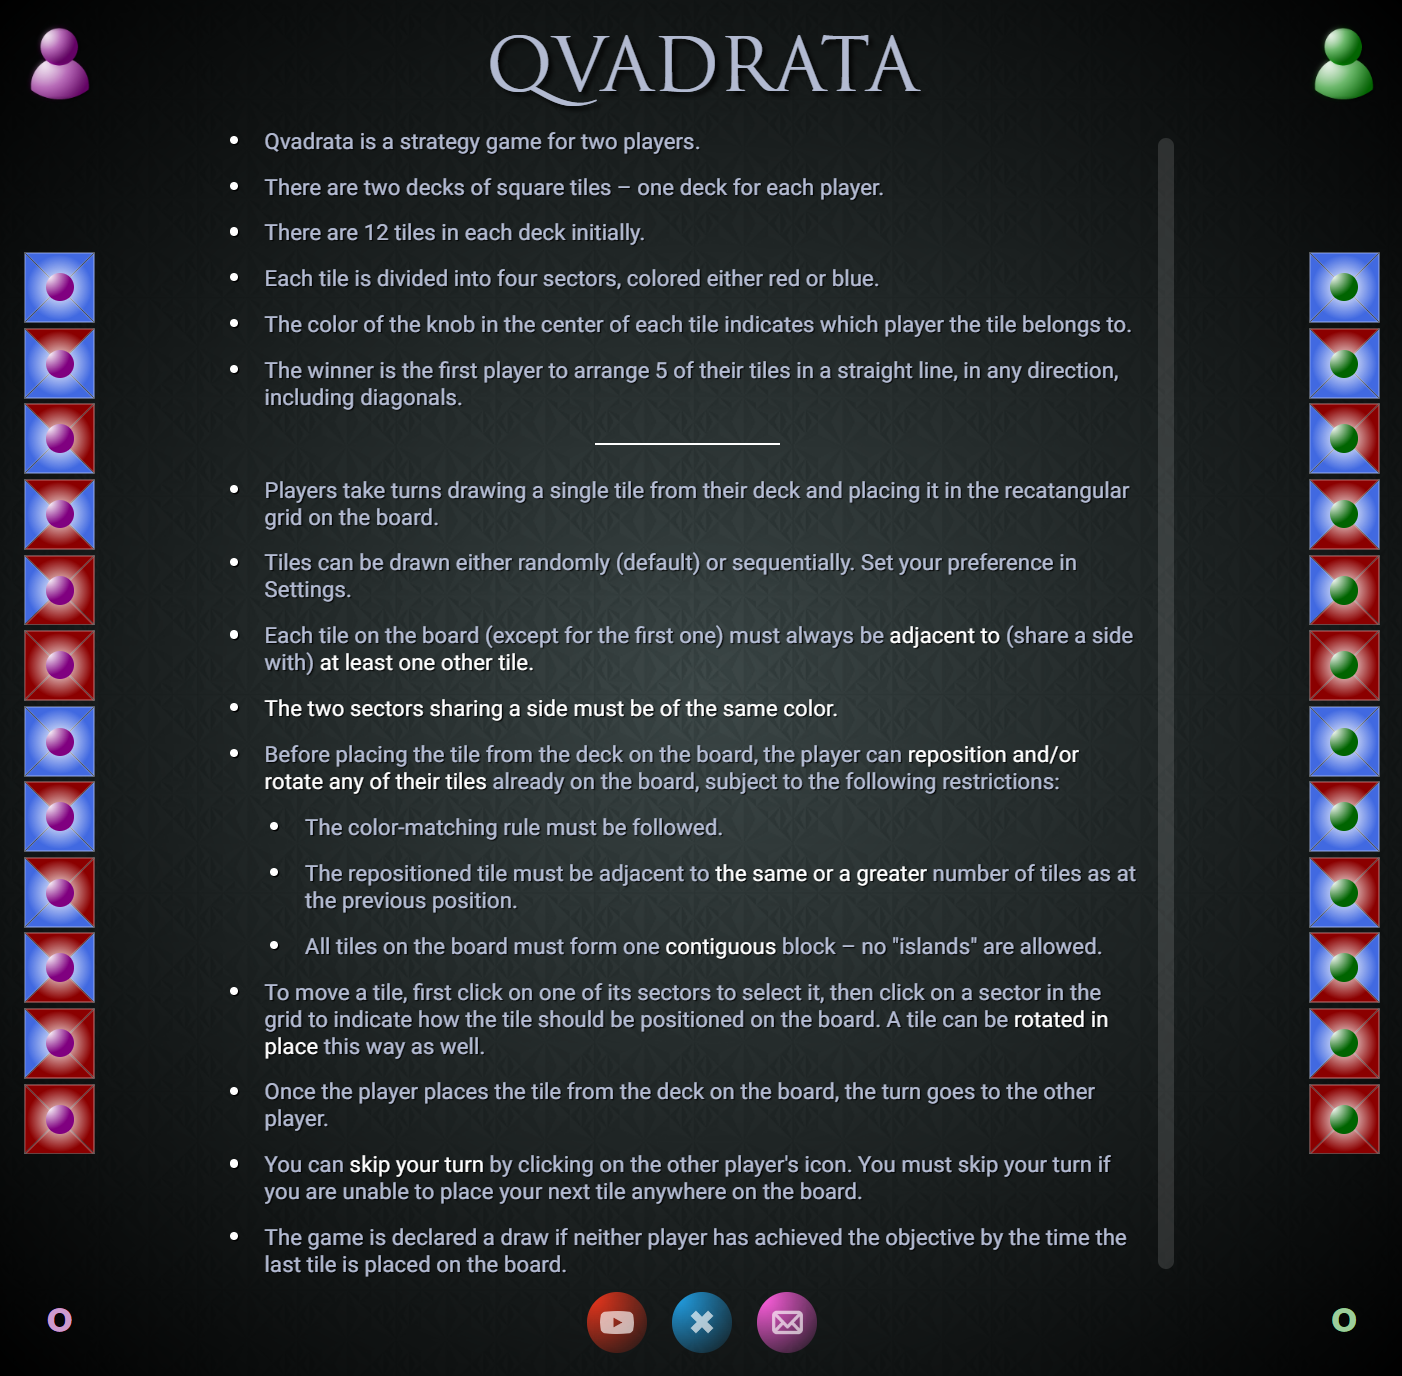 QVADRATA
Qvadrata is a strategy game for two players.
There are two decks of square tiles – one deck for each player.
There are 12 tiles in each deck initially.
Each tile is divided into four sectors, colored either red or blue.
The color of the knob in the center of each tile indicates which player the tile belongs to.
The winner is the first player to arrange 5 of their tiles in a straight line, in any direction,
including diagonals.
Players take turns drawing a single tile from their deck and placing it in the recatangular
grid on the board.
Tiles can be drawn either randomly (default) or sequentially. Set your preference in
Settings.
Each tile on the board (except for the first one) must always be adjacent to (share a side
with) at least one other tile.
The two sectors sharing a side must be of the same color.
Before placing the tile from the deck on the board, the player can reposition and/or
rotate any of their tiles already on the board, subject to the following restrictions:
The color-matching rule must be followed.
The repositioned tile must be adjacent to the same or a greater number of tiles as at
the previous position.
All tiles on the board must form one contiguous block – no "islands" are allowed.
To move a tile, first click on one of its sectors to select it, then click on a sector in the
grid to indicate how the tile should be positioned on the board. A tile can be rotated in
place this way as well.
Once the player places the tile from the deck on the board, the turn goes to the other
player.
You can skip your turn by clicking on the other player's icon. You must skip your turn if
you are unable to place your next tile anywhere on the board.
The game is declared a draw if neither player has achieved the objective by the time the
last tile is placed on the board.
0
0